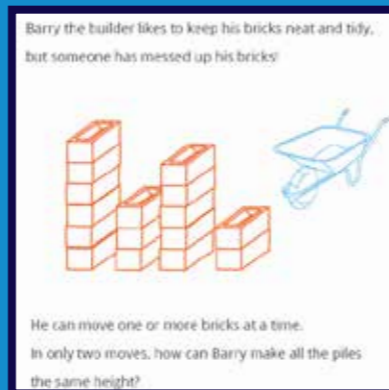 Barry the builder likes to keep his bricks neat and tidy,
but someone has messed up his bricks!
He can move one or more bricks at a time.
In only two moves, how can Barry make all the piles
the same height?